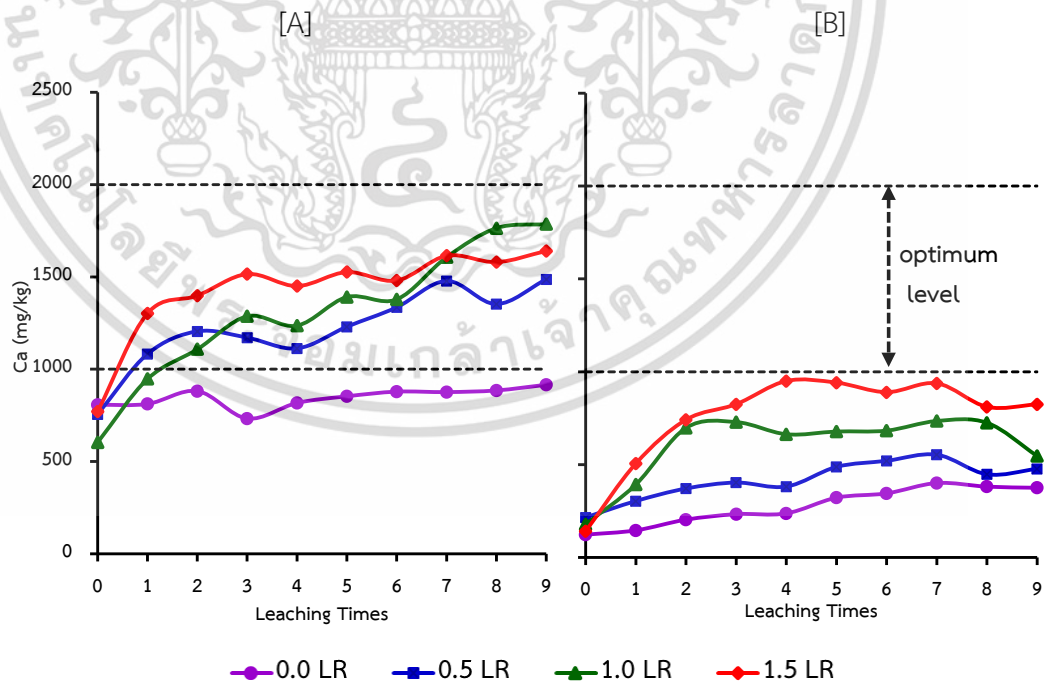 [A]
[B]
2500
2000
1500
1000
500
0
Ca (mg/kg)
0 1 2 3 4 5 6 7 8 9
Leaching Times
optimum
level
0 1 2 3 4 5 6 7 8 9
Leaching Times
0.0 LR 0.5 LR 1.0 LR 1.5 LR